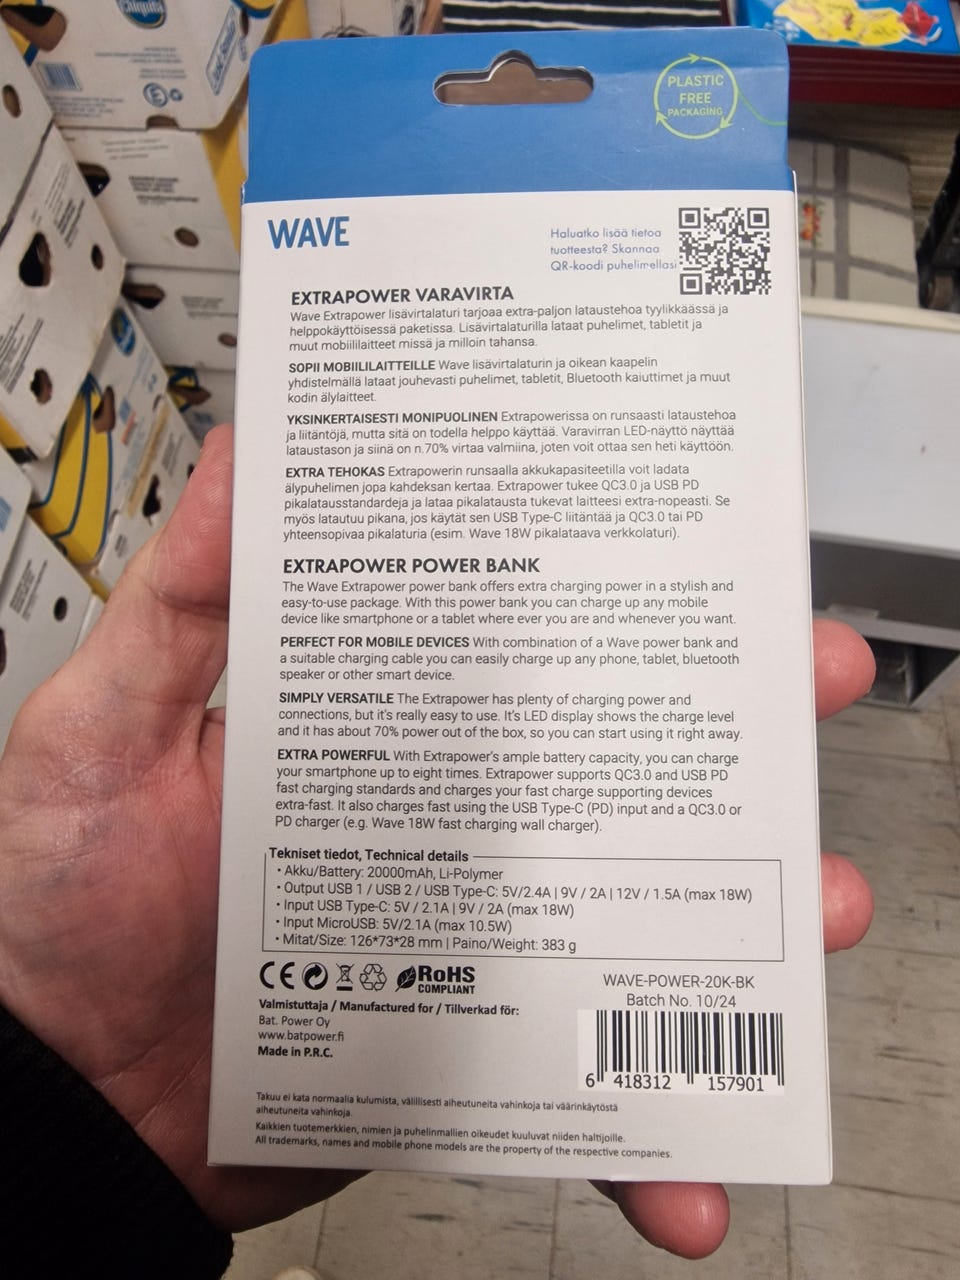 Chiquita
PLASTIC
FREE
PACKAGING
WAVE
Haluatko lisää tietoa
tuotteesta? Skannaa
QR-koodi puhelimellasi
EXTRAPOWER VARAVIRTA
Wave Extrapower lisävirtalaturi tarjoaa extra-paljon lataustehoa tyylikkäässä ja
helppokäyttöisessä paketissa. Lisävirtalaturilla lataat puhelimet, tabletit ja
muut mobiililaitteet missä ja milloin tahansa.
SOPII MOBIILILAITTEILLE Wave lisävirtalaturin ja oikean kaapelin
yhdistelmällä lataat jouhevasti puhelimet, tabletit, Bluetooth kaiuttimet ja muut
kodin älylaitteet.
YKSINKERTAISESTI MONIPUOLINEN Extrapowerissa on runsaasti lataustehoa
ja liitäntöjä, mutta sitä on todella helppo käyttää. Varavirran LED-näyttö näyttää
lataustason ja siinä on n.70% virtaa valmiina, joten voit ottaa sen heti käyttöön.
EXTRA TEHOKAS Extrapowerin runsaalla akkukapasiteetilla voit ladata
älypuhelimen jopa kahdeksan kertaa. Extrapower tukee QC3.0 ja USB PD
pikalatausstandardeja ja lataa pikalatausta tukevat laitteesi extra-nopeasti. Se
myös latautuu pikana, jos käytät sen USB Type-C liitäntää ja QC3.0 tai PD
yhteensopivaa pikalaturia (esim. Wave 18W pikalataava verkkolaturi).
EXTRAPOWER POWER BANK
The Wave Extrapower power bank offers extra charging power in a stylish and
easy-to-use package. With this power bank you can charge up any mobile
device like smartphone or a tablet where ever you are and whenever you want.
PERFECT FOR MOBILE DEVICES With combination of a Wave power bank and
a suitable charging cable you can easily charge up any phone, tablet, bluetooth
speaker or other smart device.
SIMPLY VERSATILE The Extrapower has plenty of charging power and
connections, but it's really easy to use. It's LED display shows the charge level
and it has about 70% power out of the box, so you can start using it right away.
EXTRA POWERFUL With Extrapower's ample battery capacity, you can charge
your smartphone up to eight times. Extrapower supports QC3.0 and USB PD
fast charging standards and charges your fast charge supporting devices
extra-fast. It also charges fast using the USB Type-C (PD) input and a QC3.0 or
PD charger (e.g. Wave 18W fast charging wall charger).
Tekniset tiedot, Technical details
• Akku/Battery: 20000mAh, Li-Polymer
• Output USB 1 / USB 2 / USB Type-C: 5V/2.4A | 9V / 2A | 12V / 1.5A (max 18W)
• Input USB Type-C: 5V / 2.1A | 9V / 2A (max 18W)
• Input MicroUSB: 5V/2.1A (max 10.5W)
• Mitat/Size: 126*73*28 mm | Paino/Weight: 383 g
CE RoHS
COMPLIANT
WAVE-POWER-20K-BK
Batch No. 10/24
Valmistuttaja / Manufactured for / Tillverkad för:
Bat. Power Oy
www.batpower.fi
Made in P.R.C.
6 418312 157901
Takuu ei kata normaalia kulumista, välillisesti aiheutuneita vahinkoja tai väärinkäytöstä
aiheutuneita vahinkoja.
Kaikkien tuotemerkkien, nimien ja puhelinmallien oikeudet kuuluvat niiden haltijoille.
All trademarks, names and mobile phone models are the property of the respective companies.